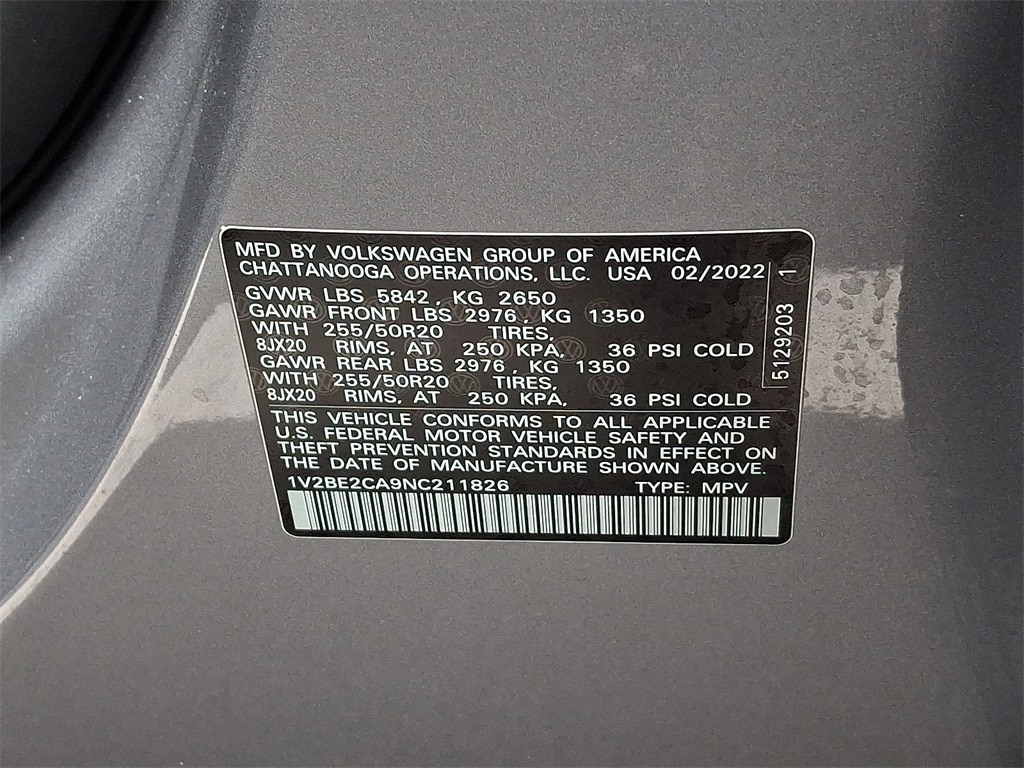 MFD BY VOLKSWAGEN GROUP OF AMERICA
CHATTANOOGA OPERATIONS, LLC. USA 02/2022
GVWR LBS 5842, KG 2650
GAWR FRONT LBS 2976, KG 1350
WITH 255/50R20 TIRES,
8JX20 RIMS, AT 250 KPA, 36 PSI COLD
GAWR REAR LBS 2976, KG 1350
WITH 255/50R20 TIRES,
8JX20 RIMS, AT 250 KPA, 36 PSI COLD
THIS VEHICLE CONFORMS TO ALL APPLICABLE
U.S. FEDERAL MOTOR VEHICLE SAFETY AND
THEFT PREVENTION STANDARDS IN EFFECT ON
THE DATE OF MANUFACTURE SHOWN ABOVE.
1V2BE2CA9NC211826 TYPE: MPV
5129203 1